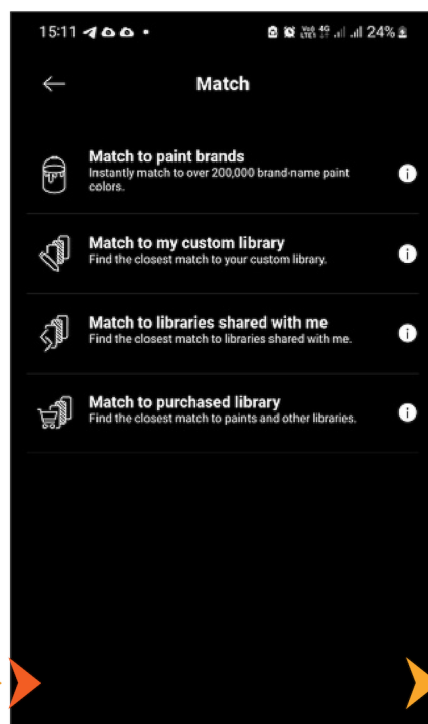 15:11
Vo) 4G
LTE1
24%
Match
Match to paint brands
Instantly match to over 200,000 brand-name paint
colors.
Match to my custom library
Find the closest match to your custom library.
Match to libraries shared with me
Find the closest match to libraries shared with me.
Match to purchased library
Find the closest match to paints and other libraries.